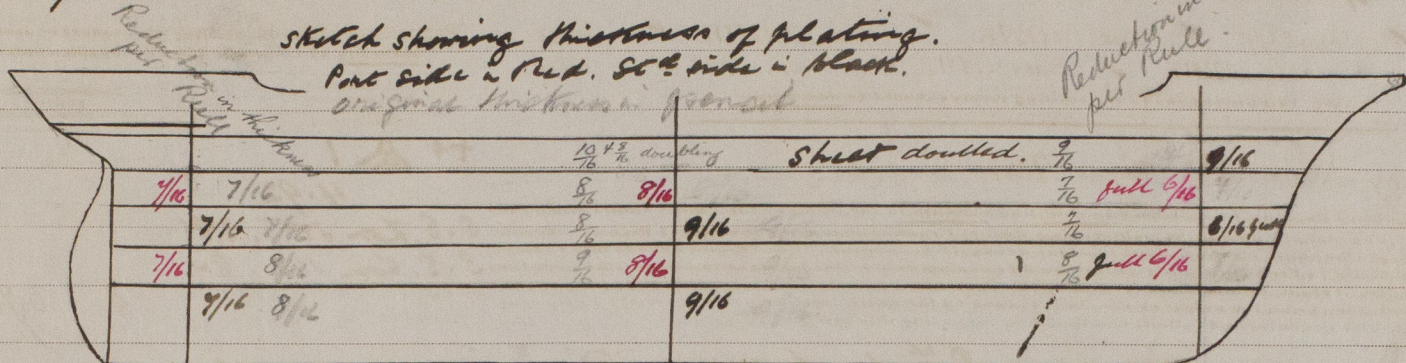 sketch showing thickness of plating.
Port side in Red. Stbd side in black.
original thickness in pencil
Reduction in thickness
per Rule
Reduction in
per Rule.
10/16 & 8/16 doubling Sheer doubled. 9/16 9/16
7/16 7/16 8/16 8/16 7/16 full 6/16
7/16 7/16 8/16 9/16 7/16 8/16 full
7/16 8/16 9/16 8/16 8/16 full 6/16
7/16 8/16 9/16